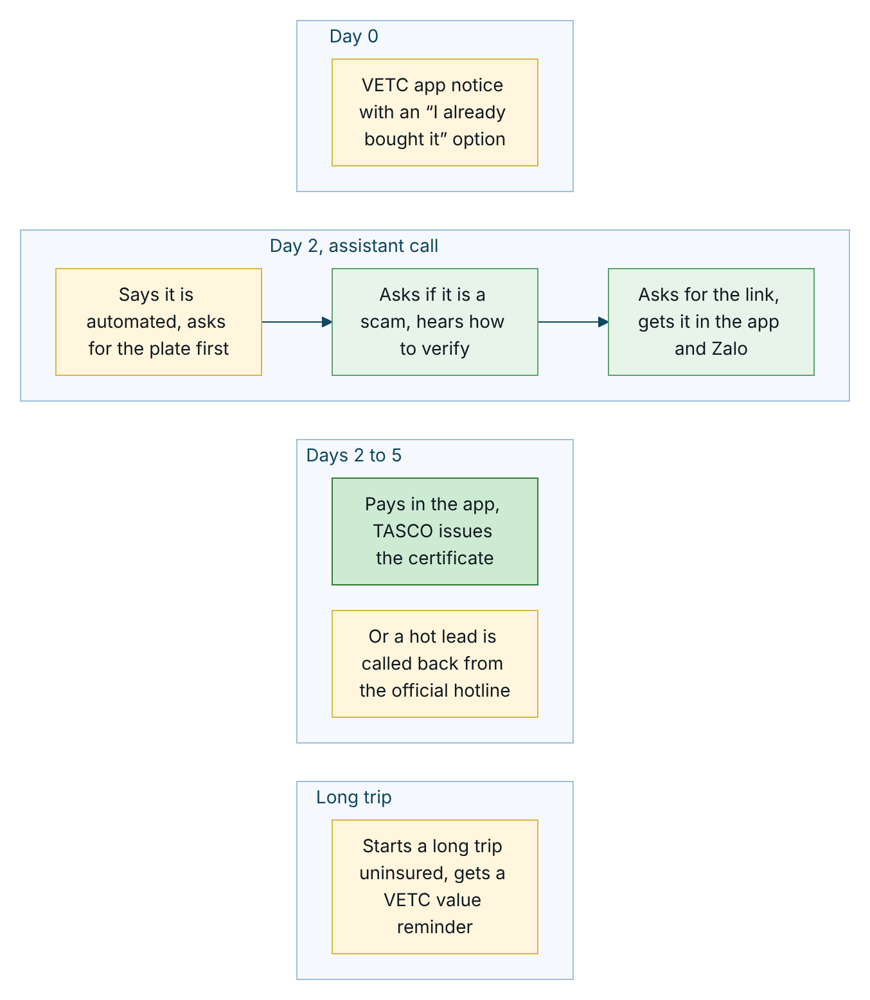 Day 0
VETC app notice
with an “I already
bought it” option
Day 2, assistant call
Says it is
automated, asks
for the plate first
Asks if it is a
scam, hears how
to verify
Asks for the link,
gets it in the app
and Zalo
Days 2 to 5
Pays in the app,
TASCO issues
the certificate
Or a hot lead is
called back from
the official hotline
Long trip
Starts a long trip
uninsured, gets a
VETC value
reminder